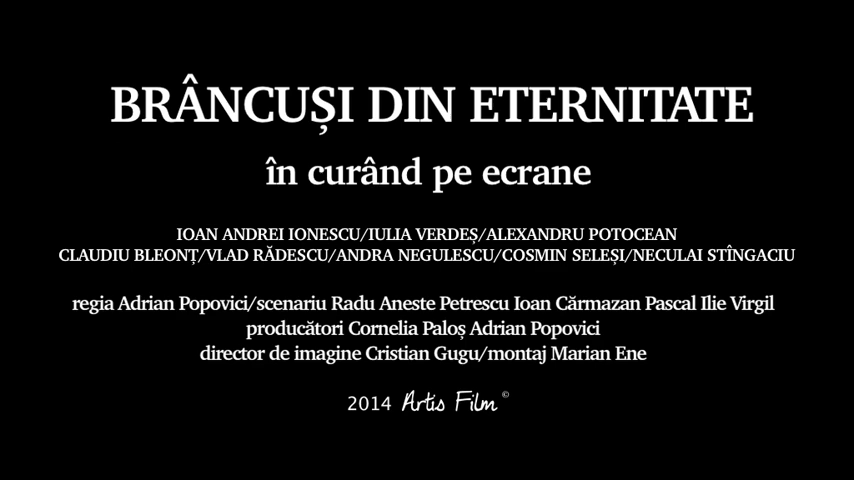 BRÂNCUȘI DIN ETERNITATE
în curând pe ecrane
IOAN ANDREI IONESCU/IULIA VERDEȘ/ALEXANDRU POTOCEAN
CLAUDIU BLEONȚ/VLAD RĂDESCU/ANDRA NEGULESCU/COSMIN SELEȘI/NECULAI STÎNGACIU
regia Adrian Popovici/scenariu Radu Aneste Petrescu Ioan Cărmazan Pascal Ilie Virgil
producători Cornelia Paloș Adrian Popovici
director de imagine Cristian Gugu/montaj Marian Ene
2014 Artis Film ©